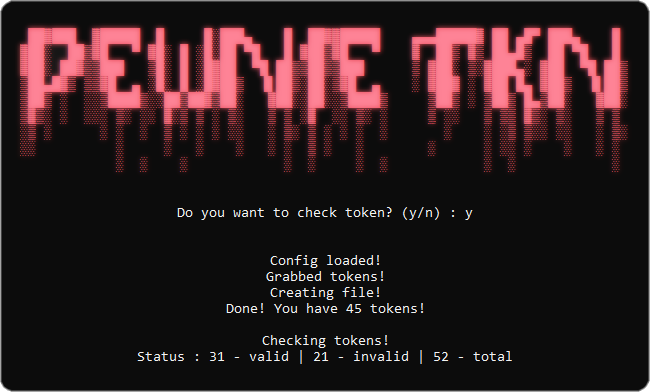 PEWNIE TKN
Do you want to check token? (y/n) : y
Config loaded!
Grabbed tokens!
Creating file!
Done! You have 45 tokens!
Checking tokens!
Status : 31 - valid | 21 - invalid | 52 - total